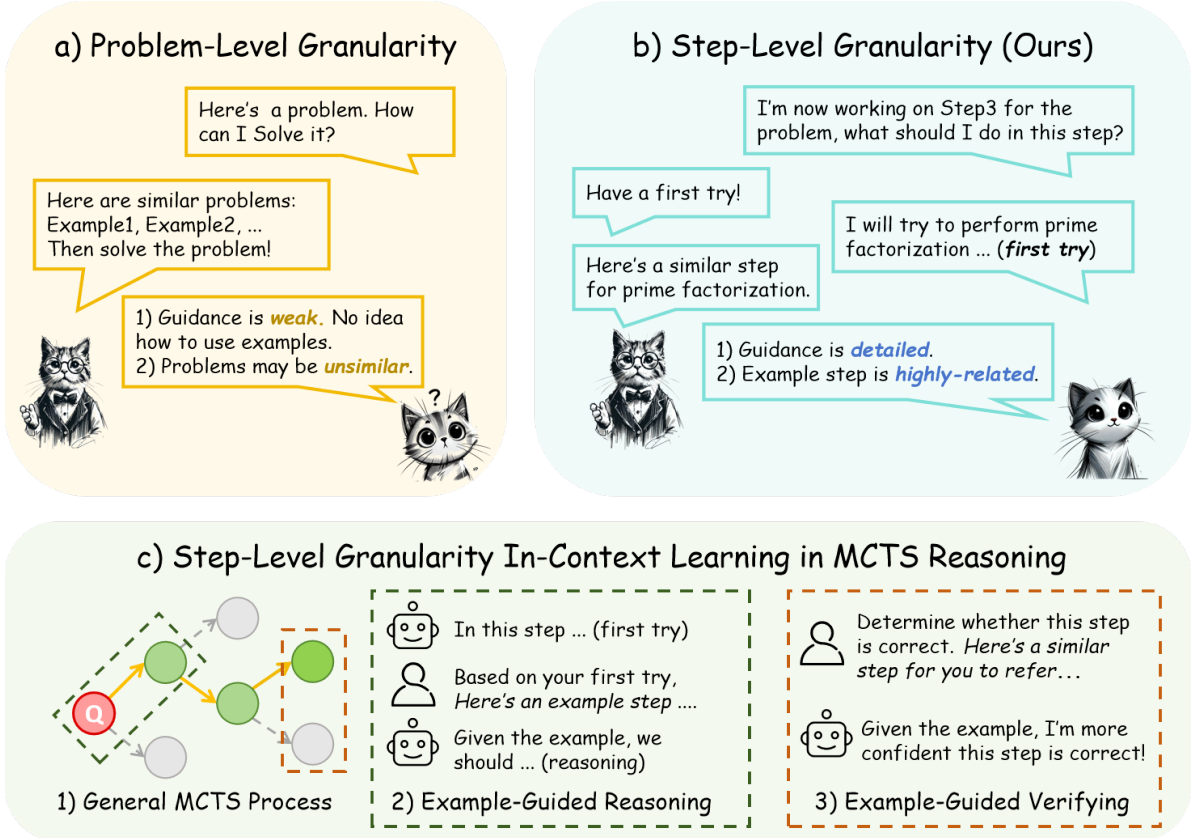 a) Problem-Level Granularity
Here's a problem. How
can I Solve it?
Here are similar problems:
Example1, Example2, ...
Then solve the problem!
1) Guidance is weak. No idea
how to use examples.
2) Problems may be unsimilar.
?
b) Step-Level Granularity (Ours)
I'm now working on Step3 for the
problem, what should I do in this step?
Have a first try!
I will try to perform prime
factorization ... (first try)
Here's a similar step
for prime factorization.
1) Guidance is detailed.
2) Example step is highly-related.
c) Step-Level Granularity In-Context Learning in MCTS Reasoning
Q
1) General MCTS Process
In this step ... (first try)
Based on your first try,
Here's an example step ....
Given the example, we
should ... (reasoning)
2) Example-Guided Reasoning
Determine whether this step
is correct. Here's a similar
step for you to refer...
Given the example, I'm more
confident this step is correct!
3) Example-Guided Verifying